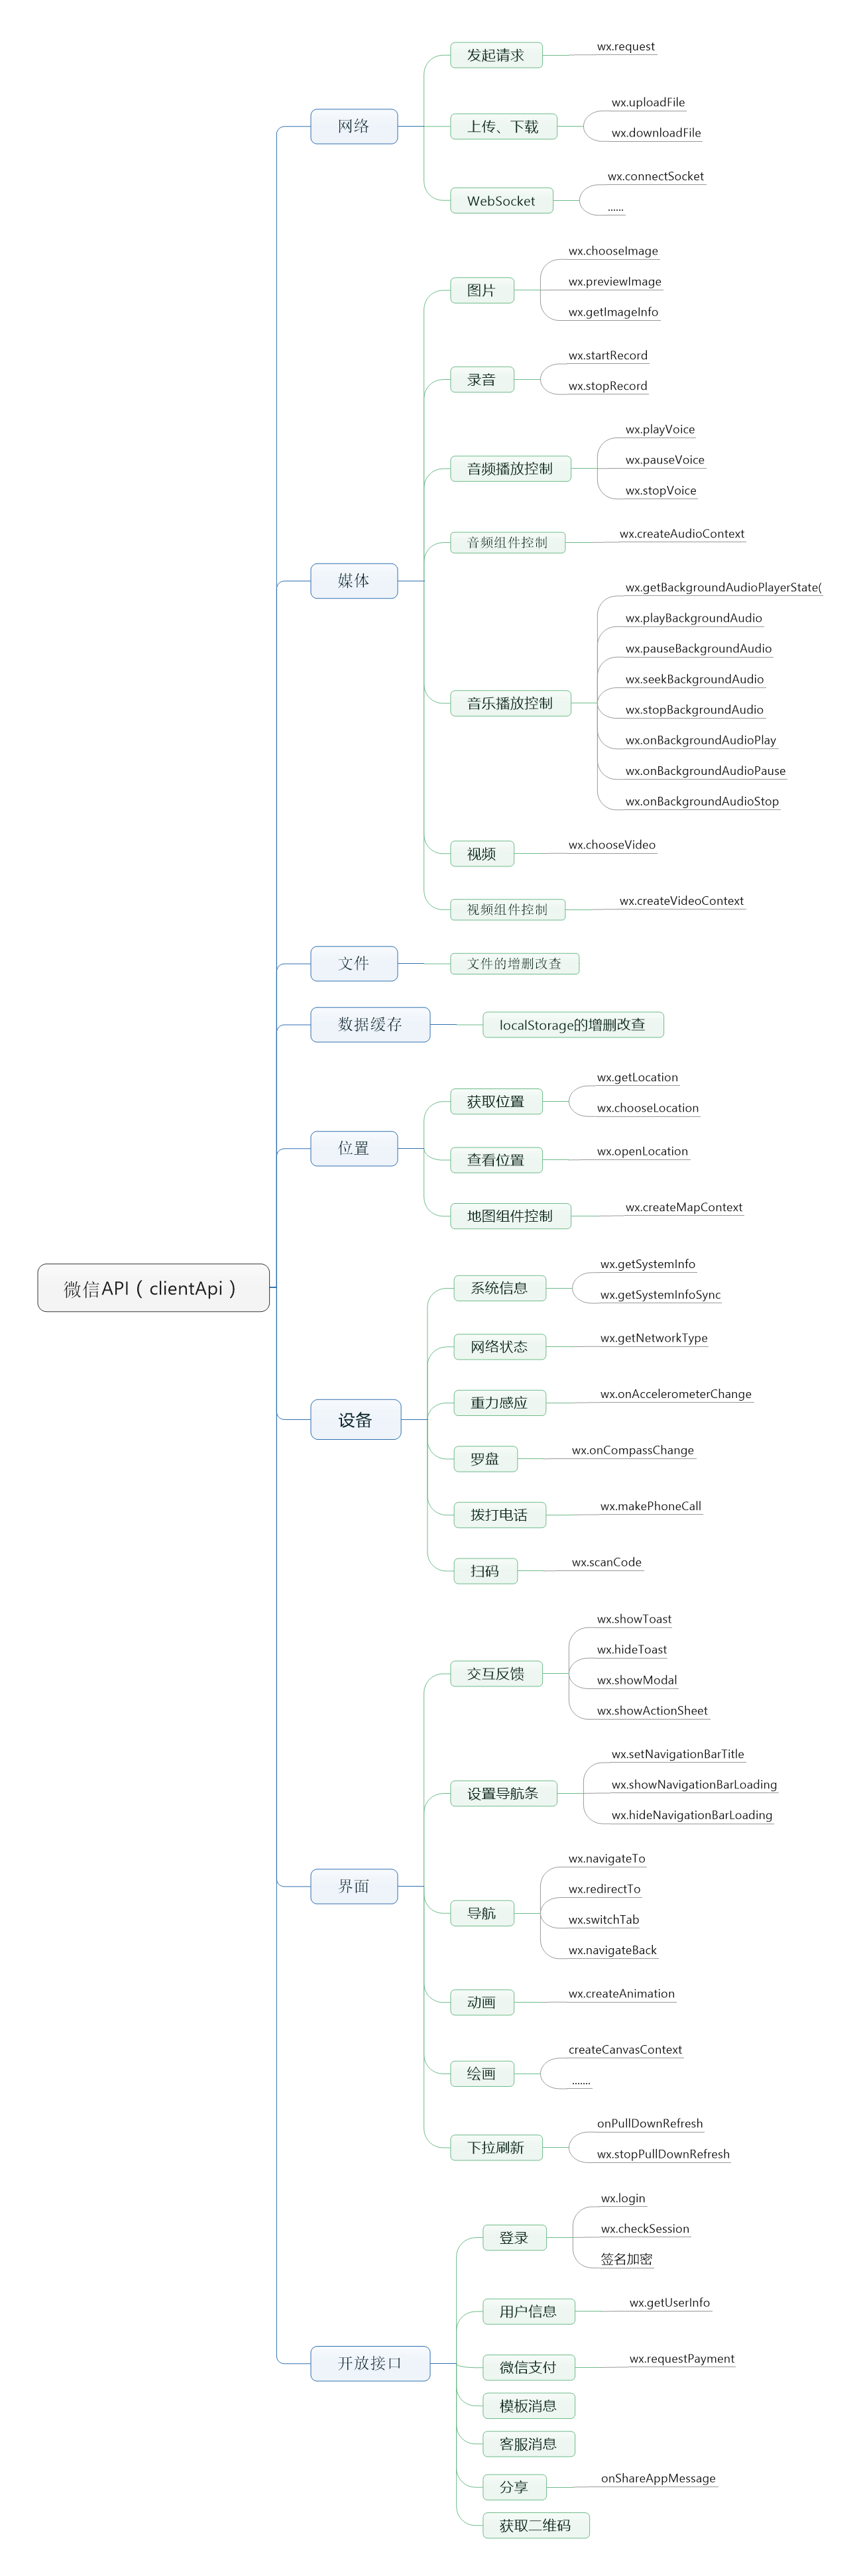 微信API（clientApi）
网络
发起请求
wx.request
上传、下载
wx.uploadFile
wx.downloadFile
WebSocket
wx.connectSocket
......
媒体
图片
wx.chooseImage
wx.previewImage
wx.getImageInfo
录音
wx.startRecord
wx.stopRecord
音频播放控制
wx.playVoice
wx.pauseVoice
wx.stopVoice
音频组件控制
wx.createAudioContext
音乐播放控制
wx.getBackgroundAudioPlayerState(
wx.playBackgroundAudio
wx.pauseBackgroundAudio
wx.seekBackgroundAudio
wx.stopBackgroundAudio
wx.onBackgroundAudioPlay
wx.onBackgroundAudioPause
wx.onBackgroundAudioStop
视频
wx.chooseVideo
视频组件控制
wx.createVideoContext
文件
文件的增删改查
数据缓存
localStorage的增删改查
位置
获取位置
wx.getLocation
wx.chooseLocation
查看位置
wx.openLocation
地图组件控制
wx.createMapContext
设备
系统信息
wx.getSystemInfo
wx.getSystemInfoSync
网络状态
wx.getNetworkType
重力感应
wx.onAccelerometerChange
罗盘
wx.onCompassChange
拨打电话
wx.makePhoneCall
扫码
wx.scanCode
界面
交互反馈
wx.showToast
wx.hideToast
wx.showModal
wx.showActionSheet
设置导航条
wx.setNavigationBarTitle
wx.showNavigationBarLoading
wx.hideNavigationBarLoading
导航
wx.navigateTo
wx.redirectTo
wx.switchTab
wx.navigateBack
动画
wx.createAnimation
绘画
createCanvasContext
.......
下拉刷新
onPullDownRefresh
wx.stopPullDownRefresh
开放接口
登录
wx.login
wx.checkSession
签名加密
用户信息
wx.getUserInfo
微信支付
wx.requestPayment
模板消息
客服消息
分享
onShareAppMessage
获取二维码